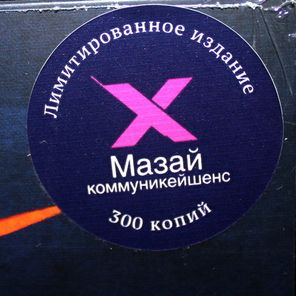 Лимитированное издание
Мазай
коммуникейшенс
300 копий